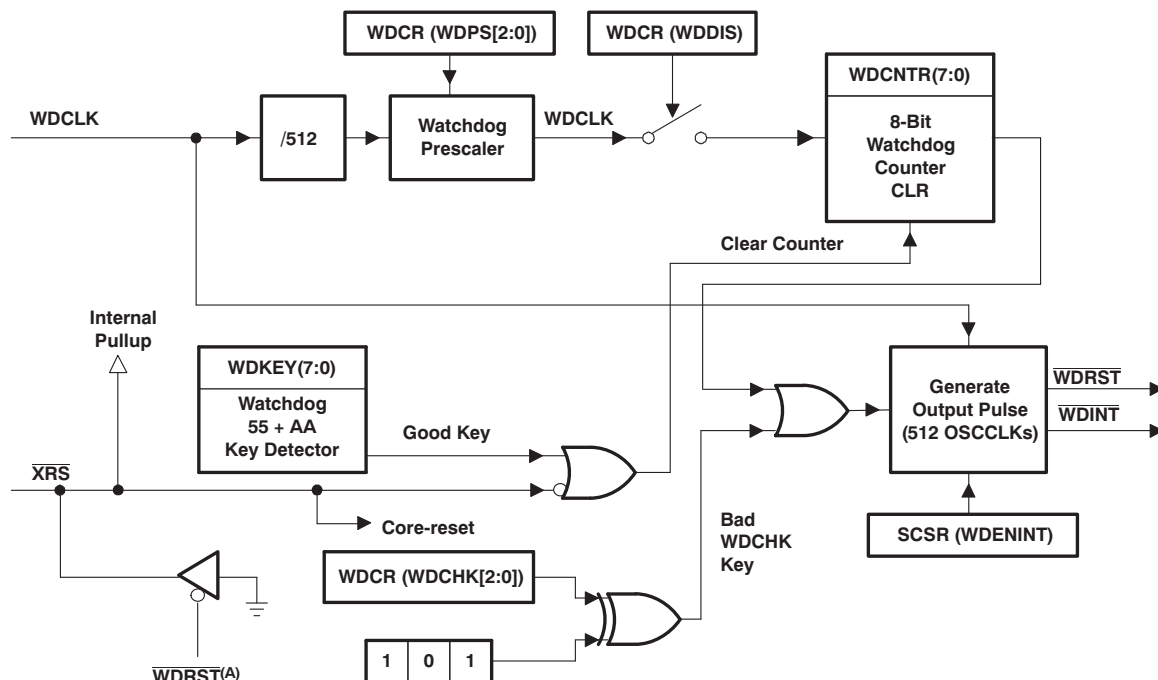 WDCR (WDPS[2:0])
WDCR (WDDIS)
WDCNTR(7:0)
WDCLK
/512
Watchdog
Prescaler
WDCLK
8-Bit
Watchdog
Counter
CLR
Clear Counter
Internal
Pullup
WDKEY(7:0)
Watchdog
55 + AA
Key Detector
Good Key
Generate
Output Pulse
(512 OSCCLKs)
WDRST
WDINT
XRS
Core-reset
Bad
WDCHK
Key
SCSR (WDENINT)
WDCR (WDCHK[2:0])
1 0 1
WDRST(A)